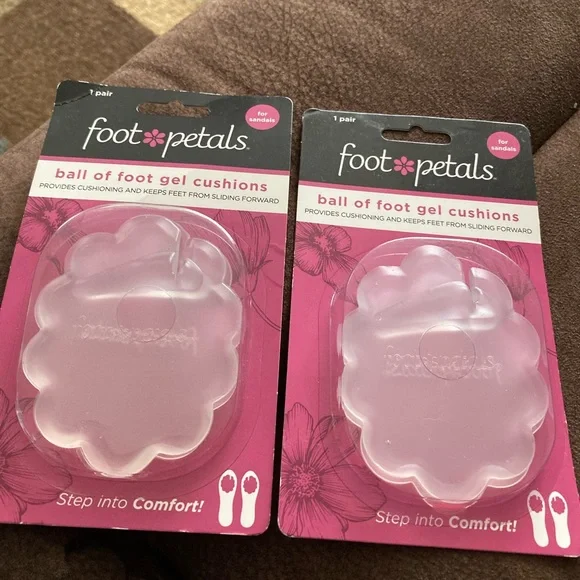 1 pair
for
sandals
foot petals
ball of foot gel cushions
PROVIDES CUSHIONING AND KEEPS FEET FROM SLIDING FORWARD
Step into Comfort!
1 pair
for
sandals
foot petals
ball of foot gel cushions
PROVIDES CUSHIONING AND KEEPS FEET FROM SLIDING FORWARD
Step into Comfort!